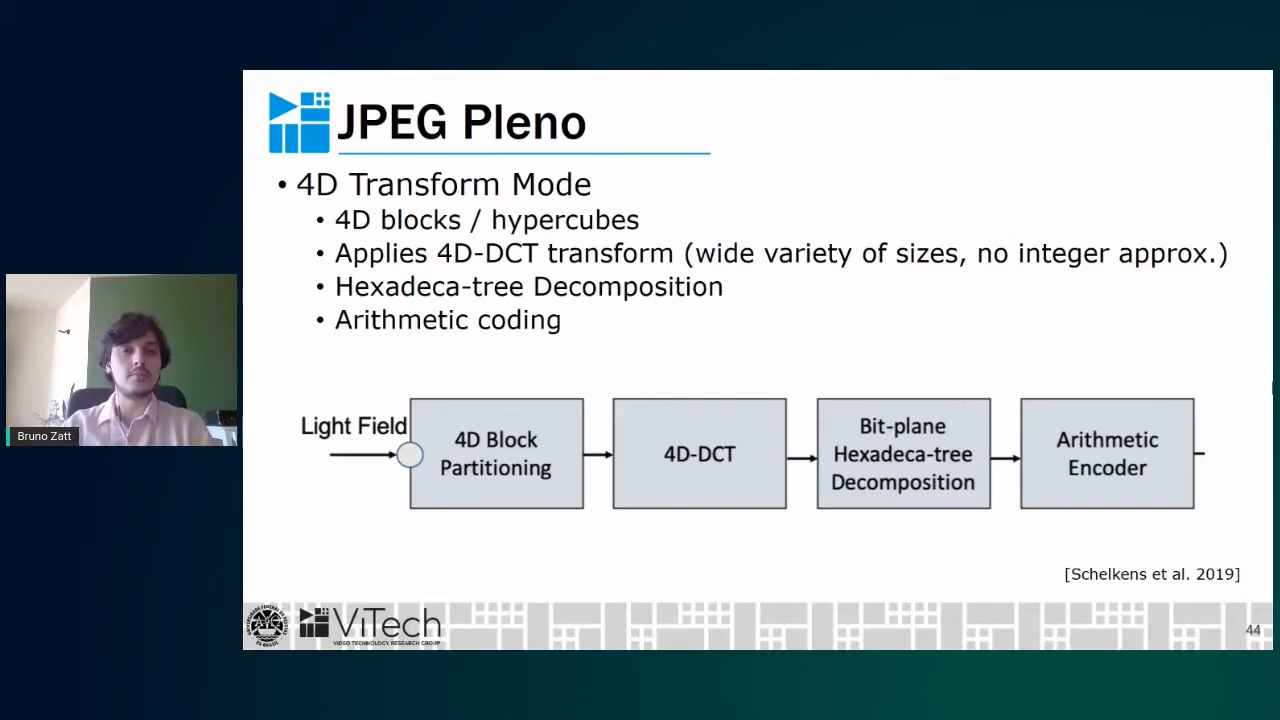 JPEG Pleno
• 4D Transform Mode
• 4D blocks / hypercubes
• Applies 4D-DCT transform (wide variety of sizes, no integer approx.)
• Hexadeca-tree Decomposition
• Arithmetic coding
Light Field
4D Block
Partitioning
4D-DCT
Bit-plane
Hexadeca-tree
Decomposition
Arithmetic
Encoder
Bruno Zatt
[Schelkens et al. 2019]
ViTech
VIDEO TECHNOLOGY RESEARCH GROUP
44